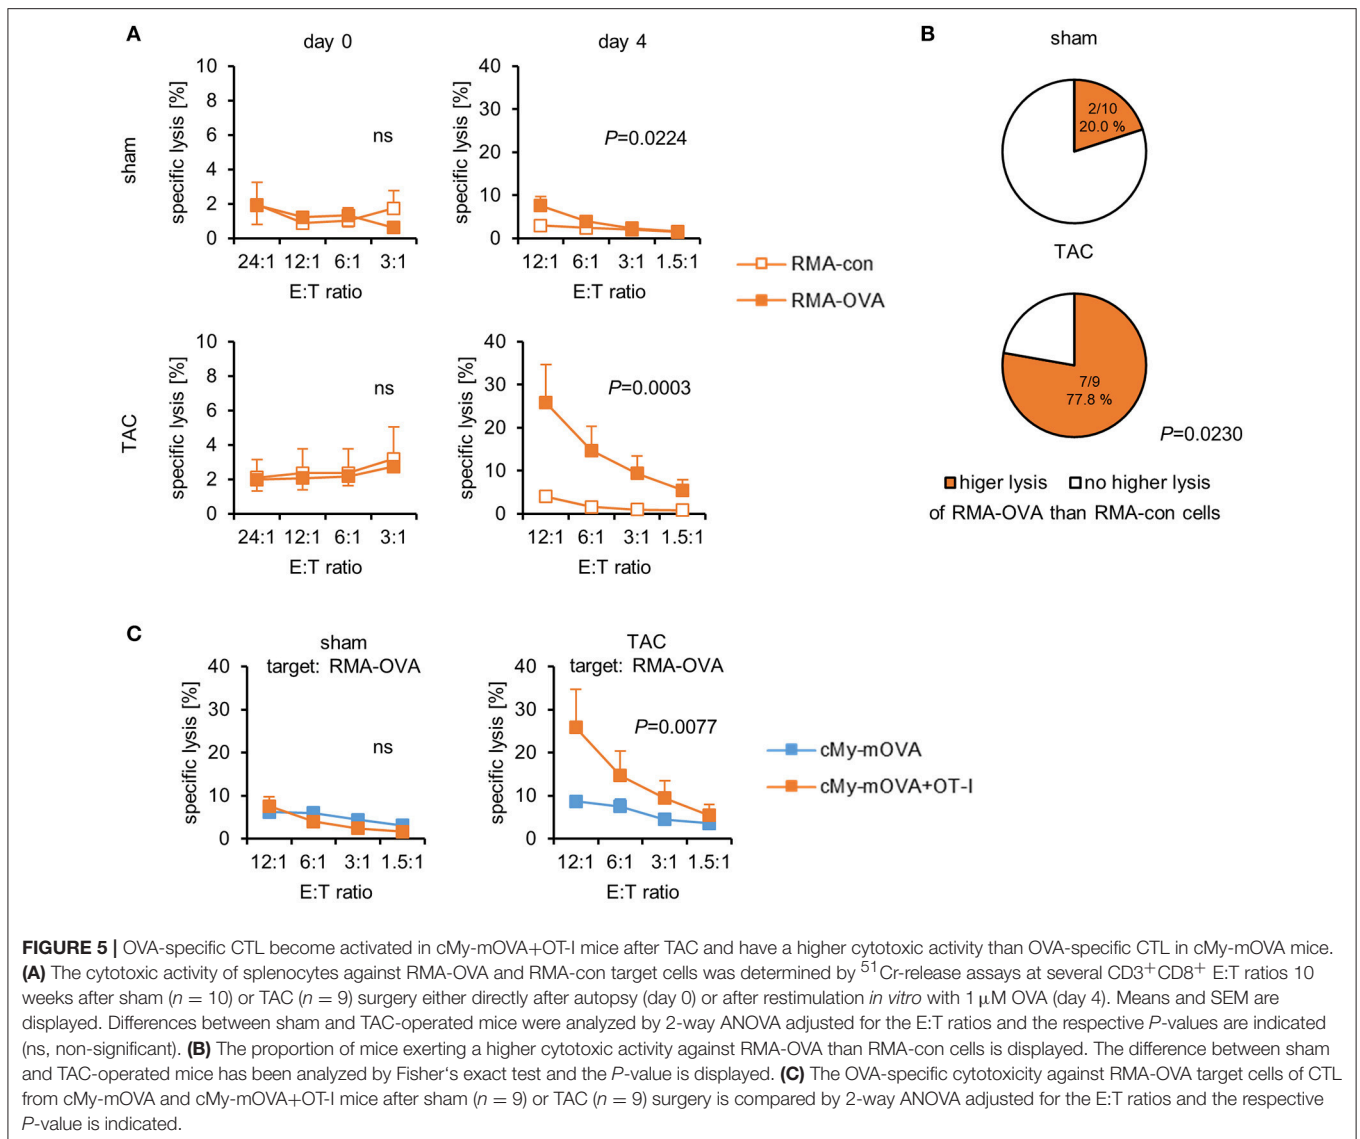 A
day 0
day 4
sham
specific lysis [%]
10
8
6
4
2
0
ns
24:1 12:1 6:1 3:1
E:T ratio
specific lysis [%]
40
30
20
10
0
P=0.0224
12:1 6:1 3:1 1.5:1
E:T ratio
RMA-con
RMA-OVA
TAC
specific lysis [%]
10
8
6
4
2
0
ns
24:1 12:1 6:1 3:1
E:T ratio
specific lysis [%]
40
30
20
10
0
P=0.0003
12:1 6:1 3:1 1.5:1
E:T ratio
B
sham
2/10
20.0 %
TAC
7/9
77.8 %
P=0.0230
higer lysis no higher lysis
of RMA-OVA than RMA-con cells
C
sham
target: RMA-OVA
specific lysis [%]
40
30
20
10
0
ns
12:1 6:1 3:1 1.5:1
E:T ratio
TAC
target: RMA-OVA
specific lysis [%]
40
30
20
10
0
P=0.0077
12:1 6:1 3:1 1.5:1
E:T ratio
cMy-mOVA
cMy-mOVA+OT-I
FIGURE 5 | OVA-specific CTL become activated in cMy-mOVA+OT-I mice after TAC and have a higher cytotoxic activity than OVA-specific CTL in cMy-mOVA mice.
(A) The cytotoxic activity of splenocytes against RMA-OVA and RMA-con target cells was determined by ⁵¹Cr-release assays at several CD3⁺CD8⁺ E:T ratios 10
weeks after sham (n = 10) or TAC (n = 9) surgery either directly after autopsy (day 0) or after restimulation in vitro with 1 μM OVA (day 4). Means and SEM are
displayed. Differences between sham and TAC-operated mice were analyzed by 2-way ANOVA adjusted for the E:T ratios and the respective P-values are indicated
(ns, non-significant). (B) The proportion of mice exerting a higher cytotoxic activity against RMA-OVA than RMA-con cells is displayed. The difference between sham
and TAC-operated mice has been analyzed by Fisher's exact test and the P-value is displayed. (C) The OVA-specific cytotoxicity against RMA-OVA target cells of CTL
from cMy-mOVA and cMy-mOVA+OT-I mice after sham (n = 9) or TAC (n = 9) surgery is compared by 2-way ANOVA adjusted for the E:T ratios and the respective
P-value is indicated.